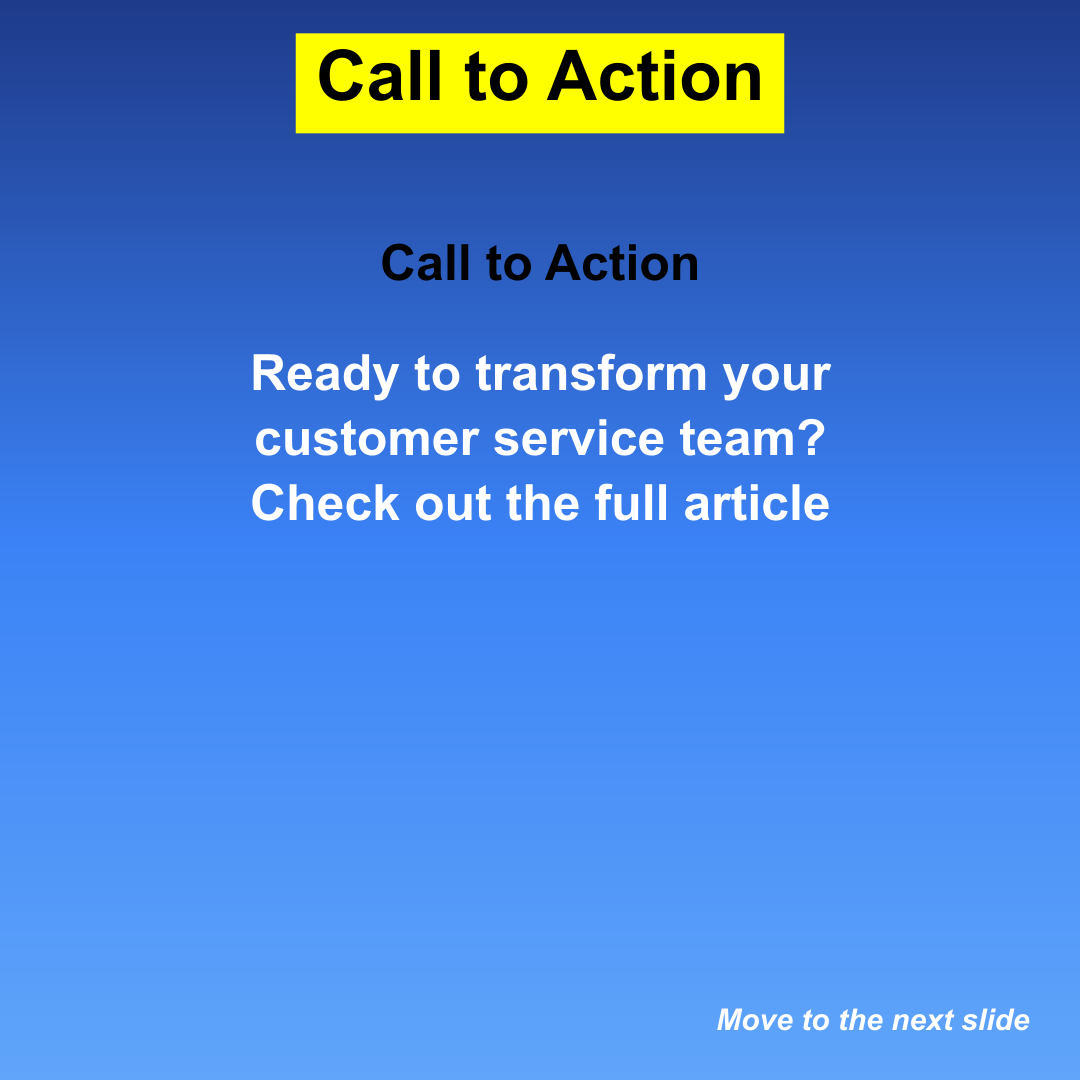 Call to Action
Call to Action
Ready to transform your
customer service team?
Check out the full article
Move to the next slide